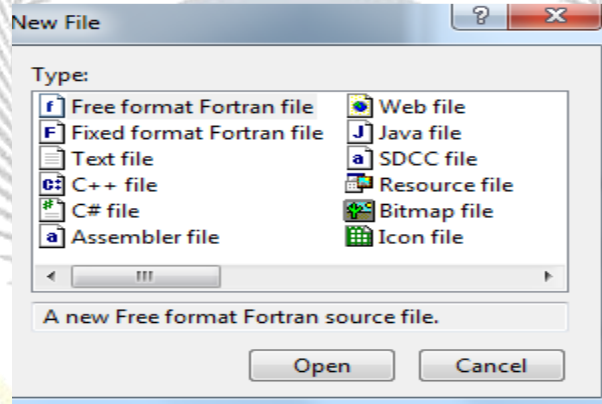 New File
Type:
Free format Fortran file
Fixed format Fortran file
Text file
C++ file
C# file
Assembler file
Web file
Java file
SDCC file
Resource file
Bitmap file
Icon file
A new Free format Fortran source file.
Open
Cancel